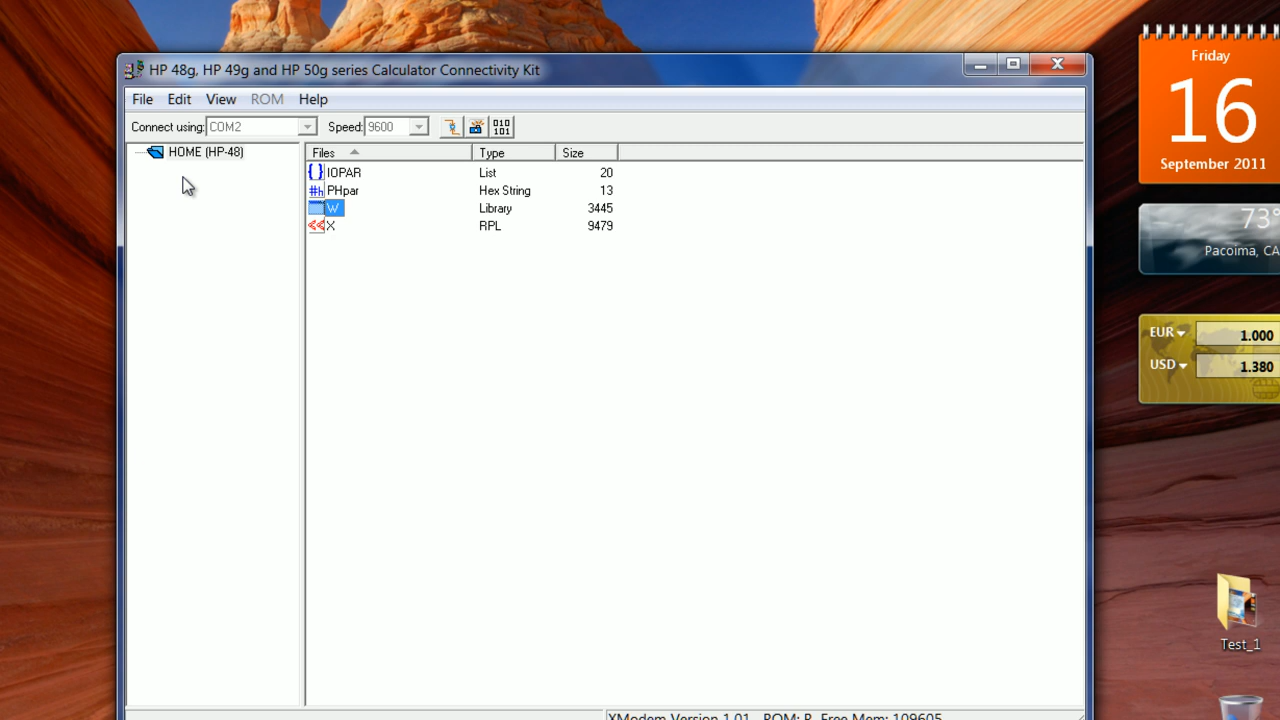 HP 48g, HP 49g and HP 50g series Calculator Connectivity Kit
File Edit View ROM Help
Connect using: COM2 Speed: 9600
010
101
HOME (HP-48)
Files Type Size
IOPAR List 20
#h PHpar Hex String 13
W Library 3445
X RPL 9479
XModem Version 1.01 ROM: R Free Mem: 109605
Friday
16
September 2011
73°
Pacoima, CA
EUR 1.000
USD 1.380
Test_1